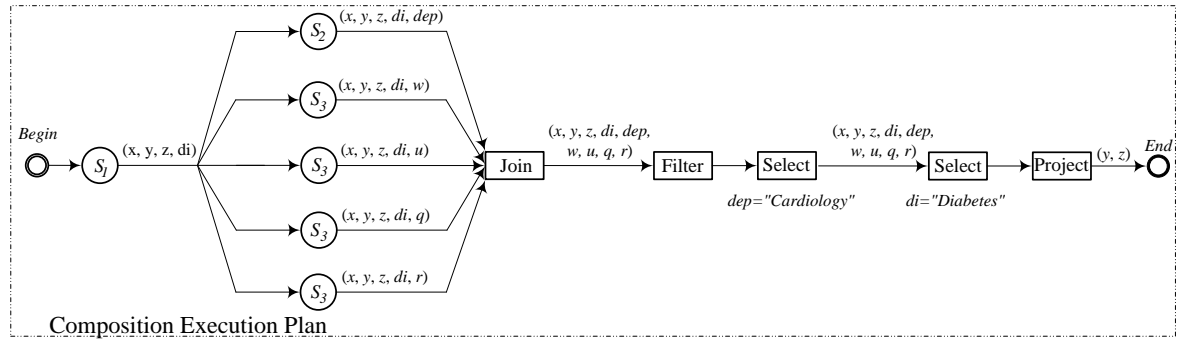 (x, y, z, di, dep)
S2
(x, y, z, di, w)
S3
Begin
S1
(x, y, z, di)
(x, y, z, di, u)
S3
Join
(x, y, z, di, dep,
w, u, q, r)
Filter
Select
dep="Cardiology"
(x, y, z, di, dep,
w, u, q, r)
Select
di="Diabetes"
Project
(y, z)
End
(x, y, z, di, q)
S3
(x, y, z, di, r)
S3
Composition Execution Plan